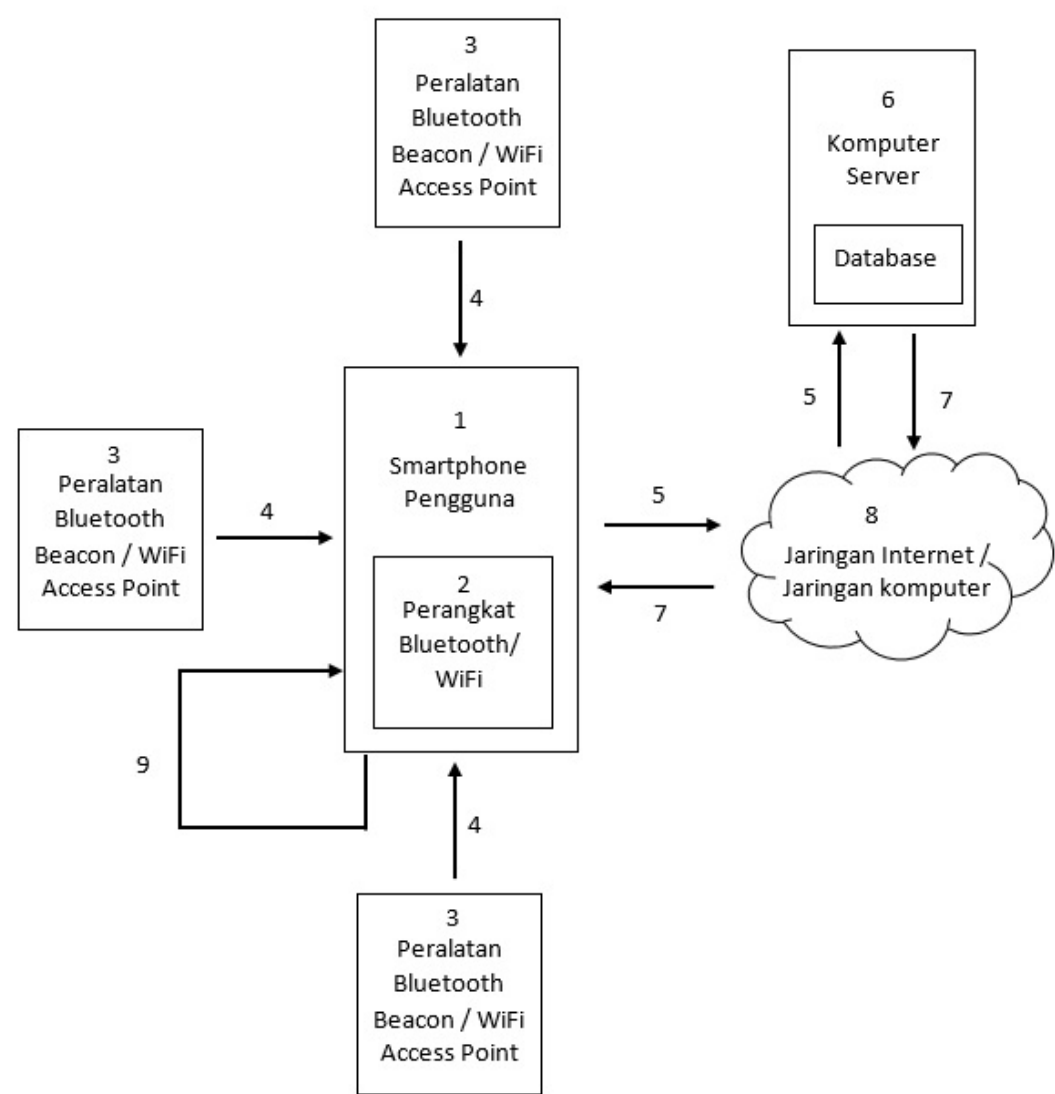 3
Peralatan
Bluetooth
Beacon / WiFi
Access Point
6
Komputer
Server
Database
4
5
7
1
Smartphone
Pengguna
3
Peralatan
Bluetooth
Beacon / WiFi
Access Point
4
5
7
8
Jaringan Internet /
Jaringan komputer
2
Perangkat
Bluetooth/
WiFi
9
4
3
Peralatan
Bluetooth
Beacon / WiFi
Access Point